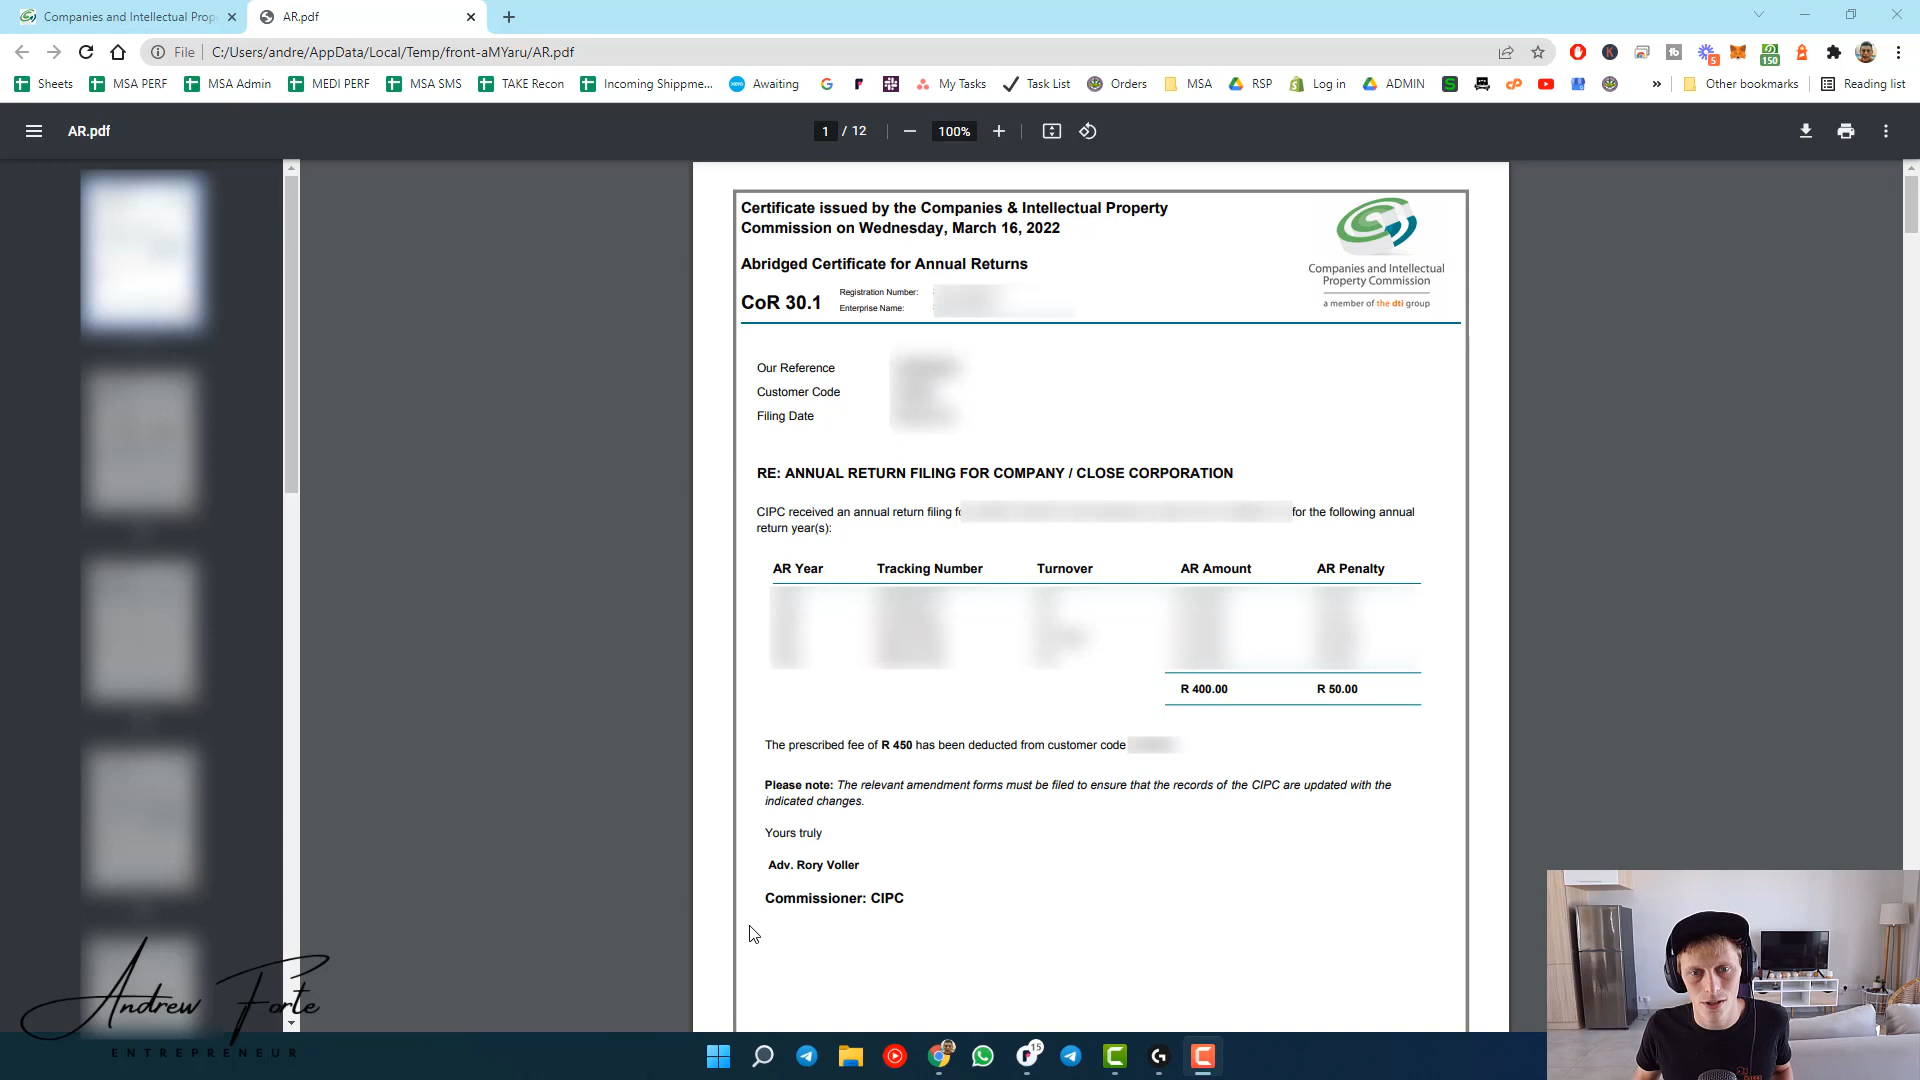 Companies and Intellectual Prop
AR.pdf
File
C:/Users/andre/AppData/Local/Temp/front-aMYaru/AR.pdf
5
150
Sheets
MSA PERF
MSA Admin
MEDI PERF
MSA SMS
TAKE Recon
Incoming Shippme...
Awaiting
My Tasks
Task List
Orders
MSA
RSP
Log in
ADMIN
Other bookmarks
Reading list
AR.pdf
1 / 12
100%
Certificate issued by the Companies & Intellectual Property
Commission on Wednesday, March 16, 2022
Abridged Certificate for Annual Returns
CoR 30.1
Registration Number:
Enterprise Name:
Companies and Intellectual
Property Commission
a member of the dti group
Our Reference
Customer Code
Filing Date
RE: ANNUAL RETURN FILING FOR COMPANY / CLOSE CORPORATION
CIPC received an annual return filing for the following annual
return year(s):
AR Year Tracking Number Turnover AR Amount AR Penalty
R 400.00 R 50.00
The prescribed fee of R 450 has been deducted from customer code
Please note: The relevant amendment forms must be filed to ensure that the records of the CIPC are updated with the
indicated changes.
Yours truly
Adv. Rory Voller
Commissioner: CIPC
Andrew Forte
ENTREPRENEUR
15